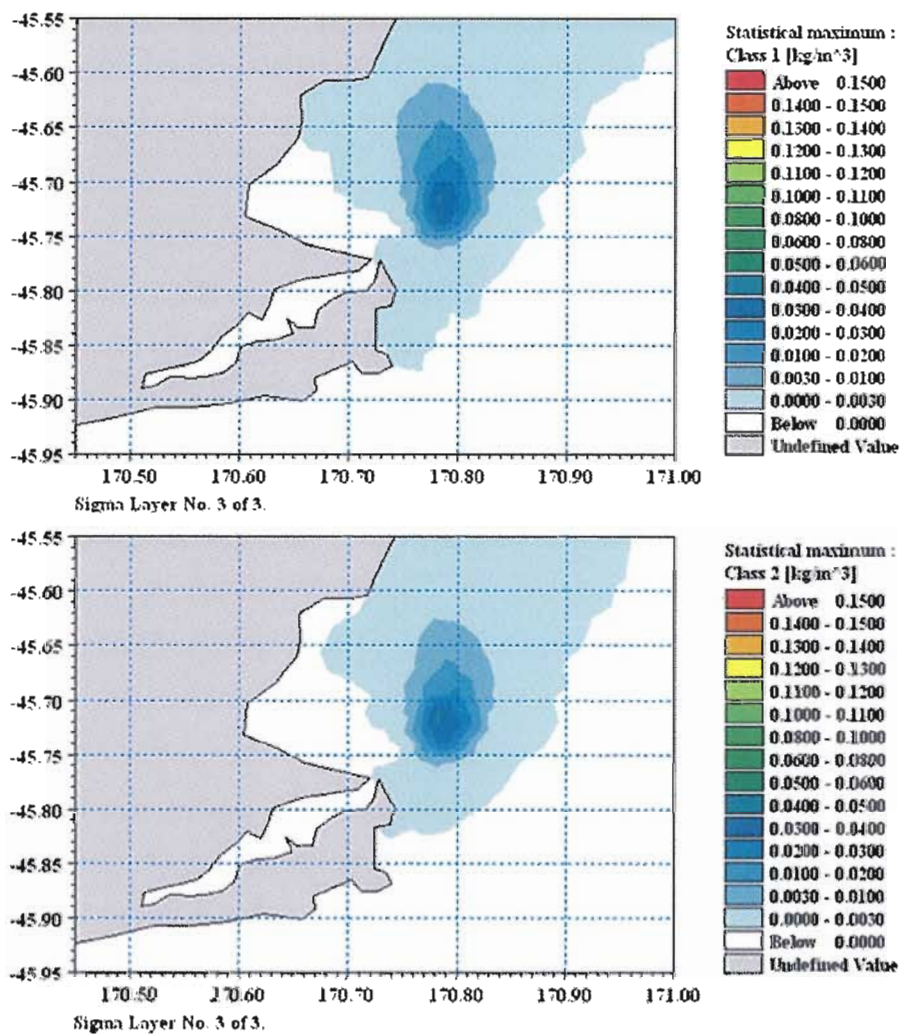 -45.55
-45.60
-45.65
-45.70
-45.75
-45.80
-45.85
-45.90
-45.95
170.50 170.60 170.70 170.80 170.90 171.00
Sigma Layer No. 3 of 3.
Statistical maximum :
Class 1 [kg/m^3]
Above 0.1500
0.1400 - 0.1500
0.1300 - 0.1400
0.1200 - 0.1300
0.1100 - 0.1200
0.1000 - 0.1100
0.0800 - 0.1000
0.0600 - 0.0800
0.0500 - 0.0600
0.0400 - 0.0500
0.0300 - 0.0400
0.0200 - 0.0300
0.0100 - 0.0200
0.0030 - 0.0100
0.0000 - 0.0030
Below 0.0000
Undefined Value
-45.55
-45.60
-45.65
-45.70
-45.75
-45.80
-45.85
-45.90
-45.95
170.50 170.60 170.70 170.80 170.90 171.00
Sigma Layer No. 3 of 3.
Statistical maximum :
Class 2 [kg/m^3]
Above 0.1500
0.1400 - 0.1500
0.1300 - 0.1400
0.1200 - 0.1300
0.1100 - 0.1200
0.1000 - 0.1100
0.0800 - 0.1000
0.0600 - 0.0800
0.0500 - 0.0600
0.0400 - 0.0500
0.0300 - 0.0400
0.0200 - 0.0300
0.0100 - 0.0200
0.0030 - 0.0100
0.0000 - 0.0030
Below 0.0000
Undefined Value